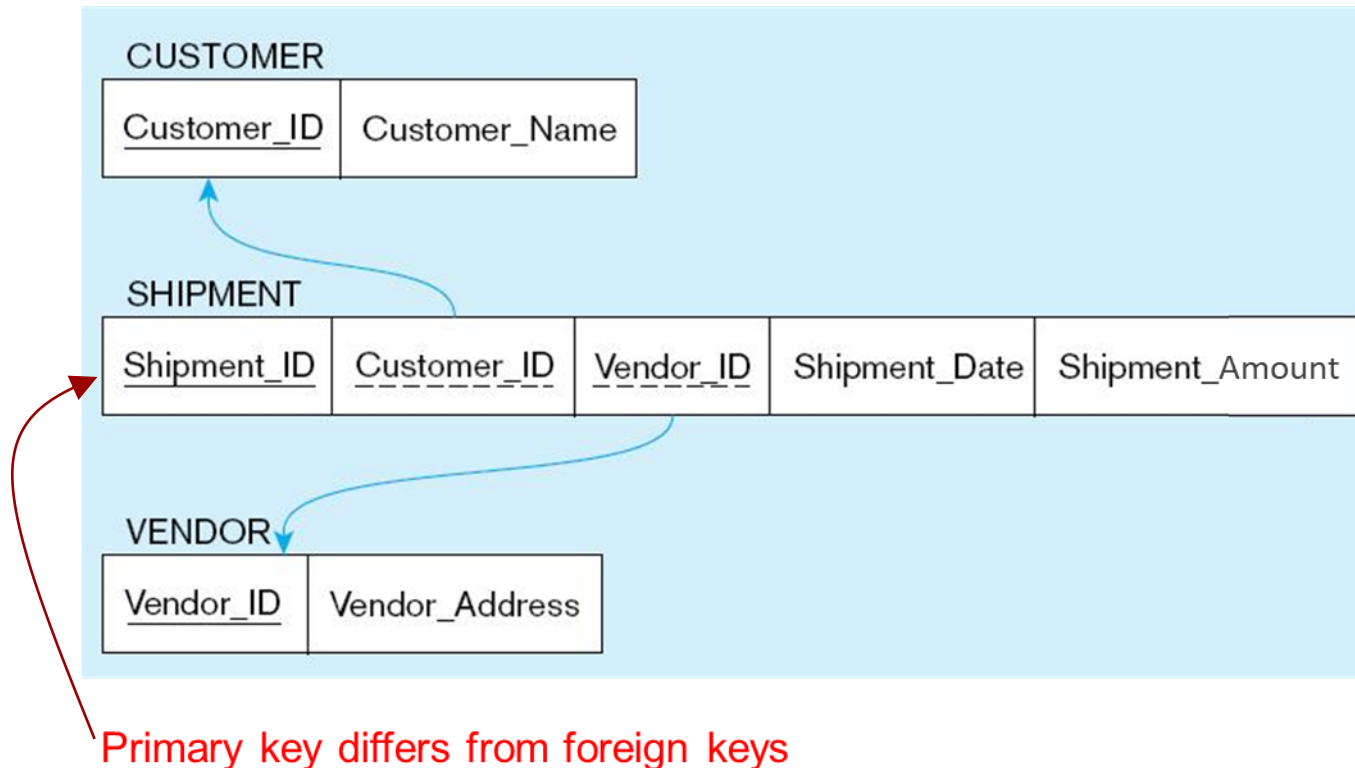 CUSTOMER
Customer_ID Customer_Name
SHIPMENT
Shipment_ID Customer_ID Vendor_ID Shipment_Date Shipment_Amount
VENDOR
Vendor_ID Vendor_Address
Primary key differs from foreign keys